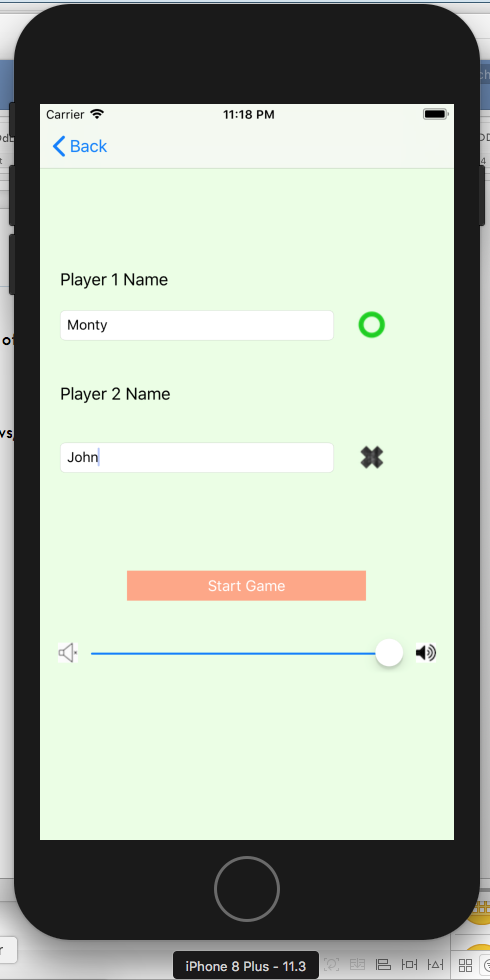 Carrier 11:18 PM
Back
Player 1 Name
Monty
Player 2 Name
John
Start Game
iPhone 8 Plus - 11.3